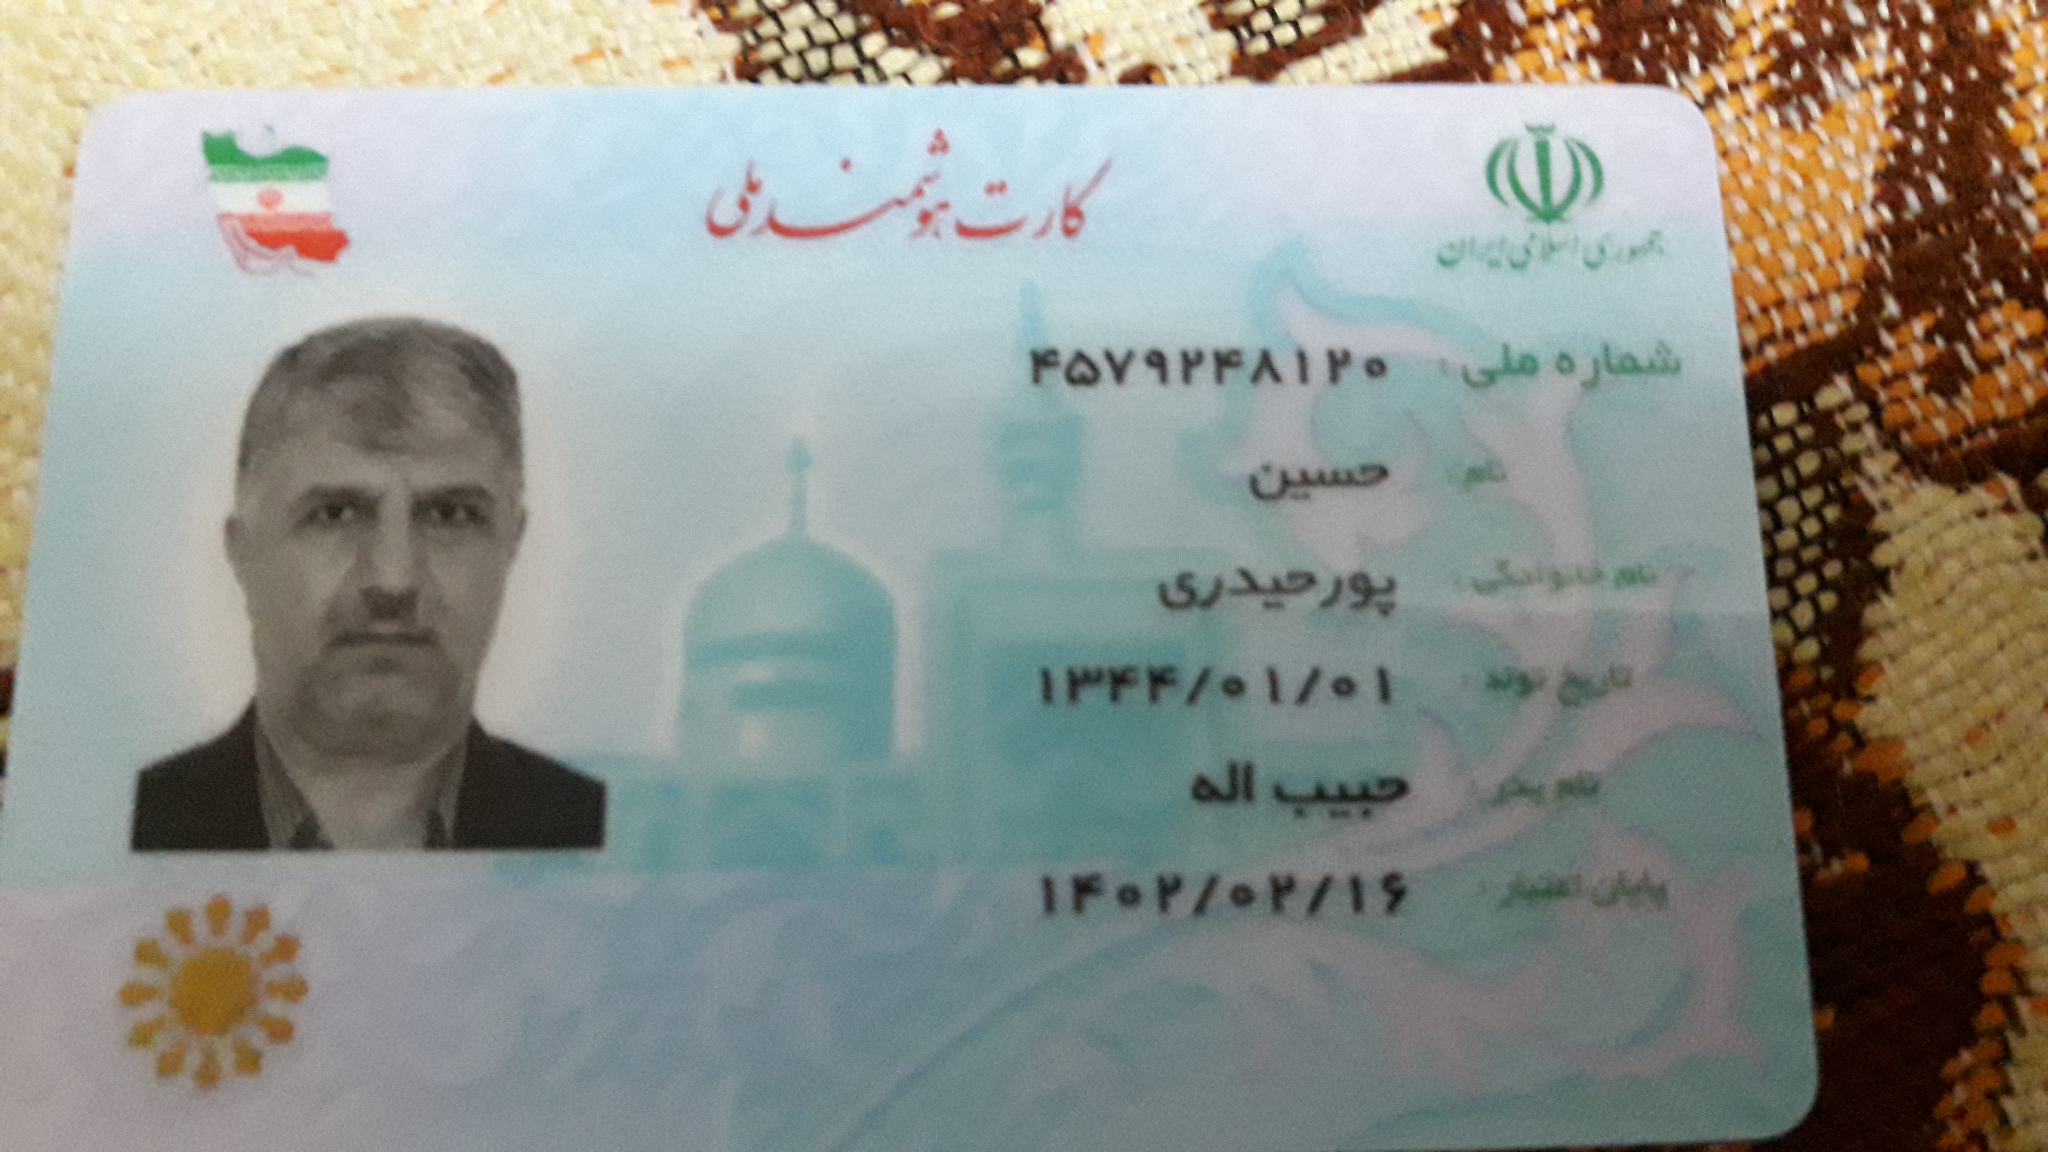 کارت هوشمند ملی
جمهوری اسلامی ایران
شماره ملی : ۴۵۷۹۲۴۸۱۲۰
نام : حسین
نام خانوادگی : پورحیدری
تاریخ تولد : ۱۳۴۴/۰۱/۰۱
نام پدر : حبیب اله
پایان اعتبار : ۱۴۰۲/۰۲/۱۶